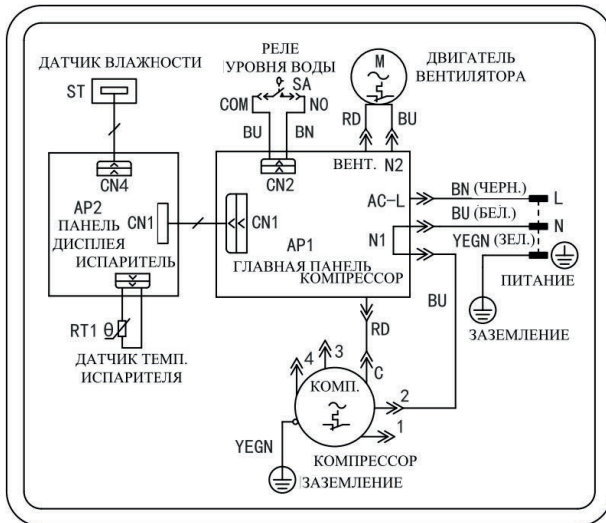 ДАТЧИК ВЛАЖНОСТИ
ST
РЕЛЕ
УРОВНЯ ВОДЫ
SA
COM
NO
BU
BN
M
ДВИГАТЕЛЬ
ВЕНТИЛЯТОРА
RD
BU
CN4
AP2
ПАНЕЛЬ
ДИСПЛЕЯ
CN1
ИСПАРИТЕЛЬ
CN2
ВЕНТ.
N2
CN1
AP1
ГЛАВНАЯ ПАНЕЛЬ
КОМПРЕССОР
AC-L
N1
BN (ЧЕРН.)
L
BU (БЕЛ.)
N
YEGN (ЗЕЛ.)
ПИТАНИЕ
ЗАЗЕМЛЕНИЕ
BU
RT1 θ
ДАТЧИК ТЕМП.
ИСПАРИТЕЛЯ
RD
4
3
C
КОМП.
2
1
YEGN
КОМПРЕССОР
ЗАЗЕМЛЕНИЕ